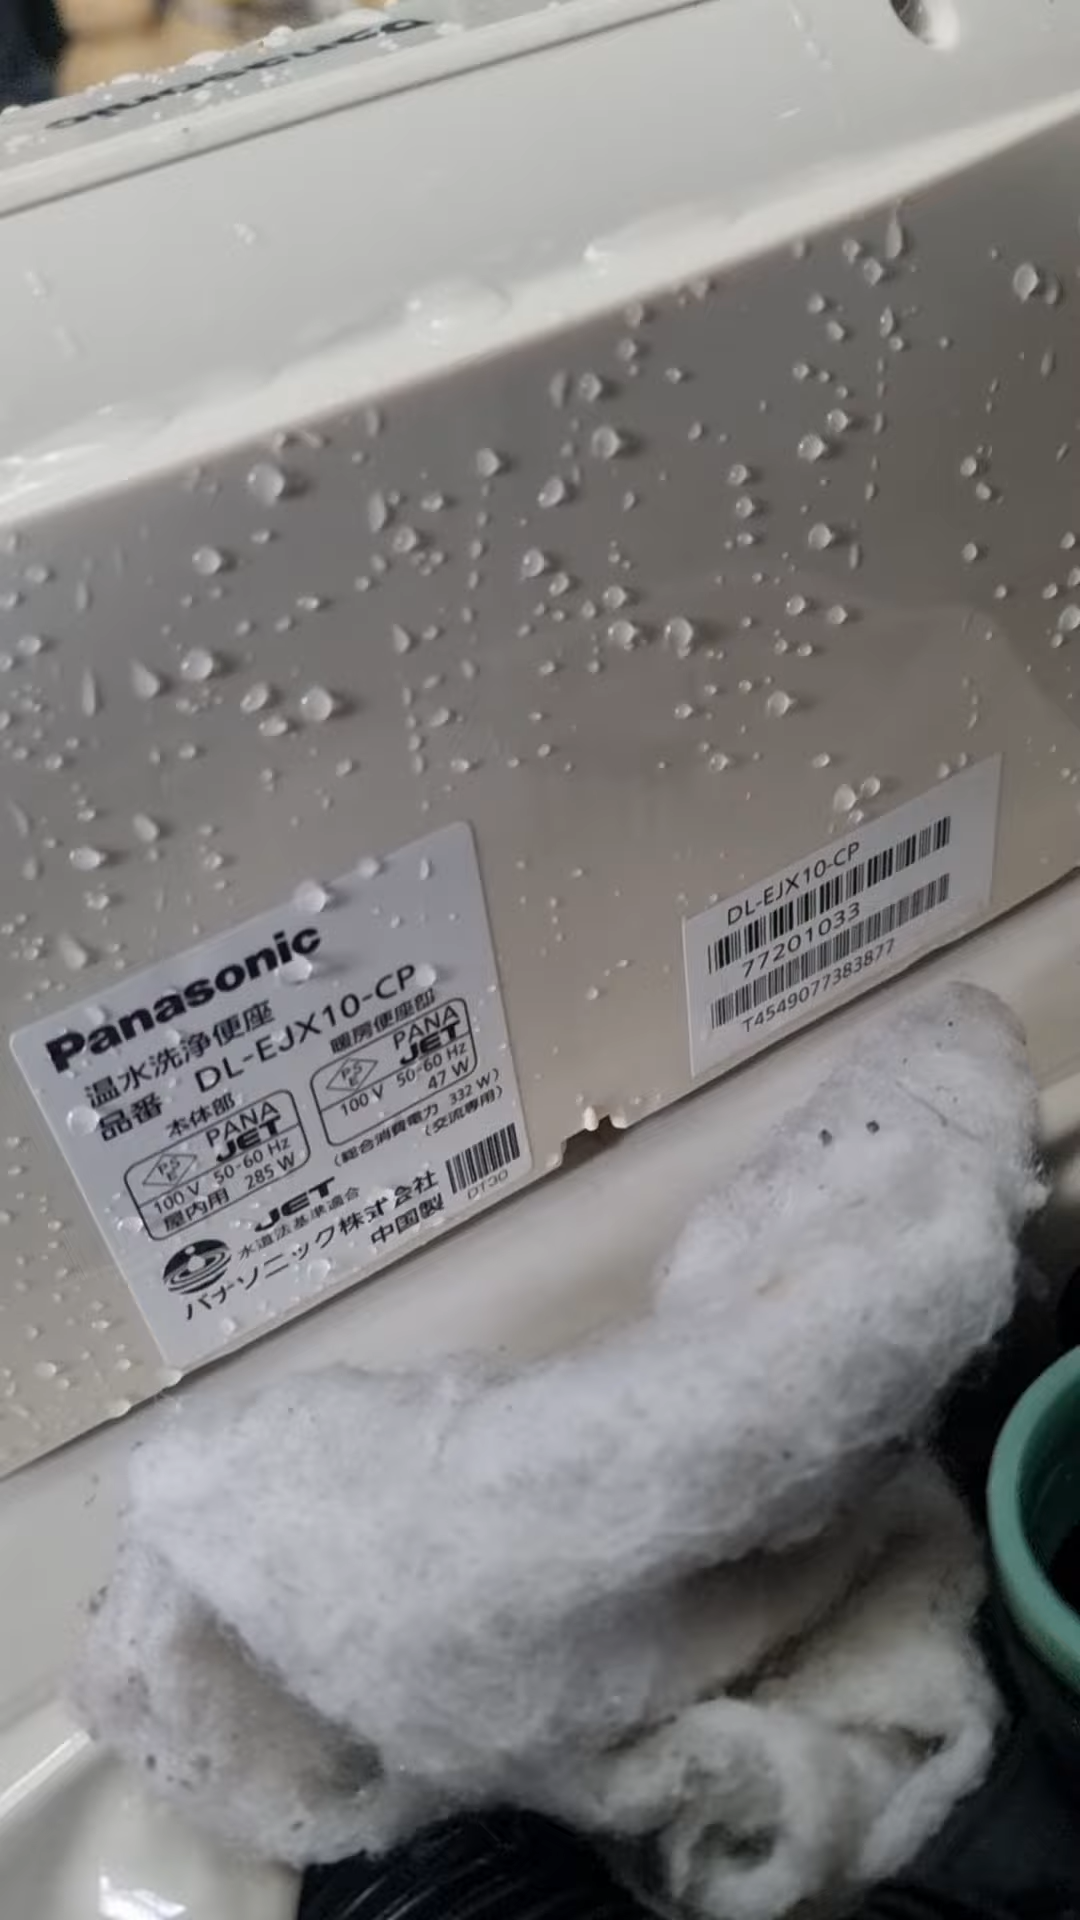 Panasonic
Panasonic
温水洗浄便座
品番 DL-EJX10-CP
本体部
PS
E
PANA
JET
100 V 50-60 Hz
屋内用 285 W
暖房便座部
PS
E
PANA
JET
100 V 50-60 Hz
47 W
(総合消費電力 332 W)
(交流専用)
JET
水道法基準適合
パナソニック株式会社
中国製
DT30
DL-EJX10-CP
77201033
T4549077383877